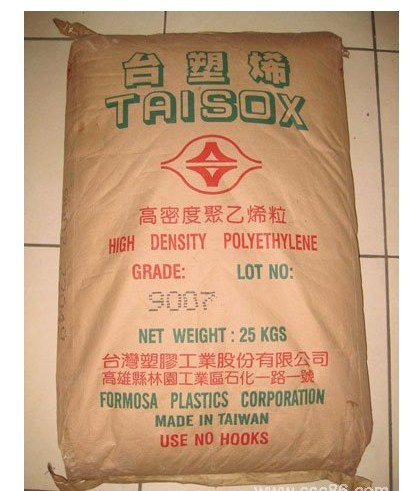 台塑烯
TAISOX
高密度聚乙烯粒
HIGH DENSITY POLYETHYLENE
GRADE: LOT NO:
9007
NET WEIGHT : 25 KGS
台灣塑膠工業股份有限公司
高雄縣林園工業區石化一路一號
FORMOSA PLASTICS CORPORATION
MADE IN TAIWAN
USE NO HOOKS